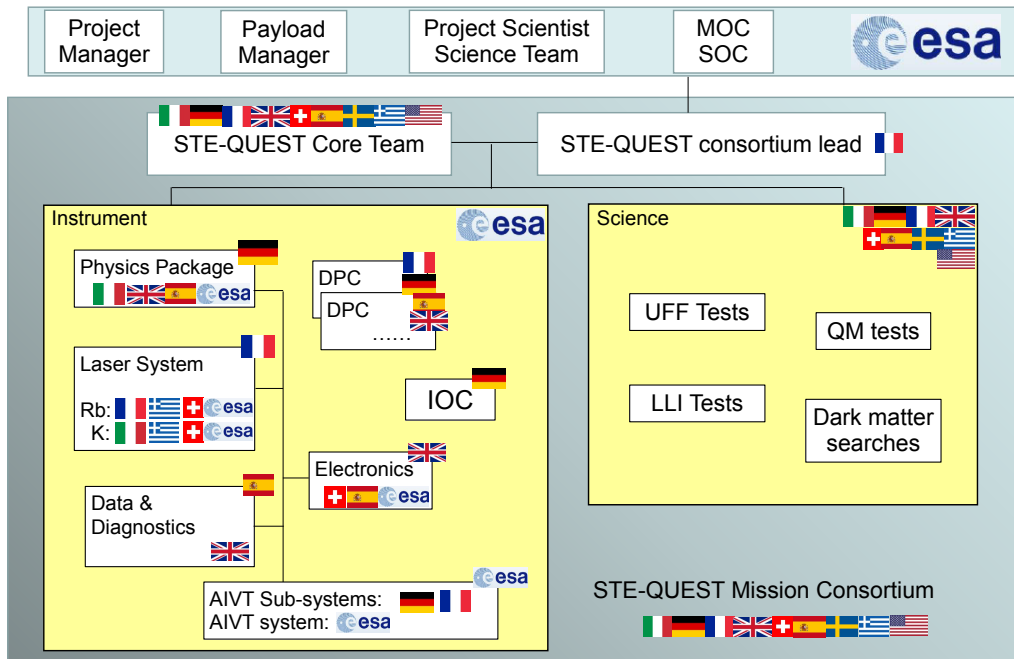 Project
Manager
Payload
Manager
Project Scientist
Science Team
MOC
SOC
esa
STE-QUEST Core Team
STE-QUEST consortium lead
Instrument
esa
Physics Package
esa
DPC
DPC
......
Laser System
Rb:
esa
K:
esa
IOC
Electronics
esa
Data &
Diagnostics
esa
AIVT Sub-systems:
AIVT system:
esa
Science
UFF Tests
QM tests
LLI Tests
Dark matter
searches
STE-QUEST Mission Consortium